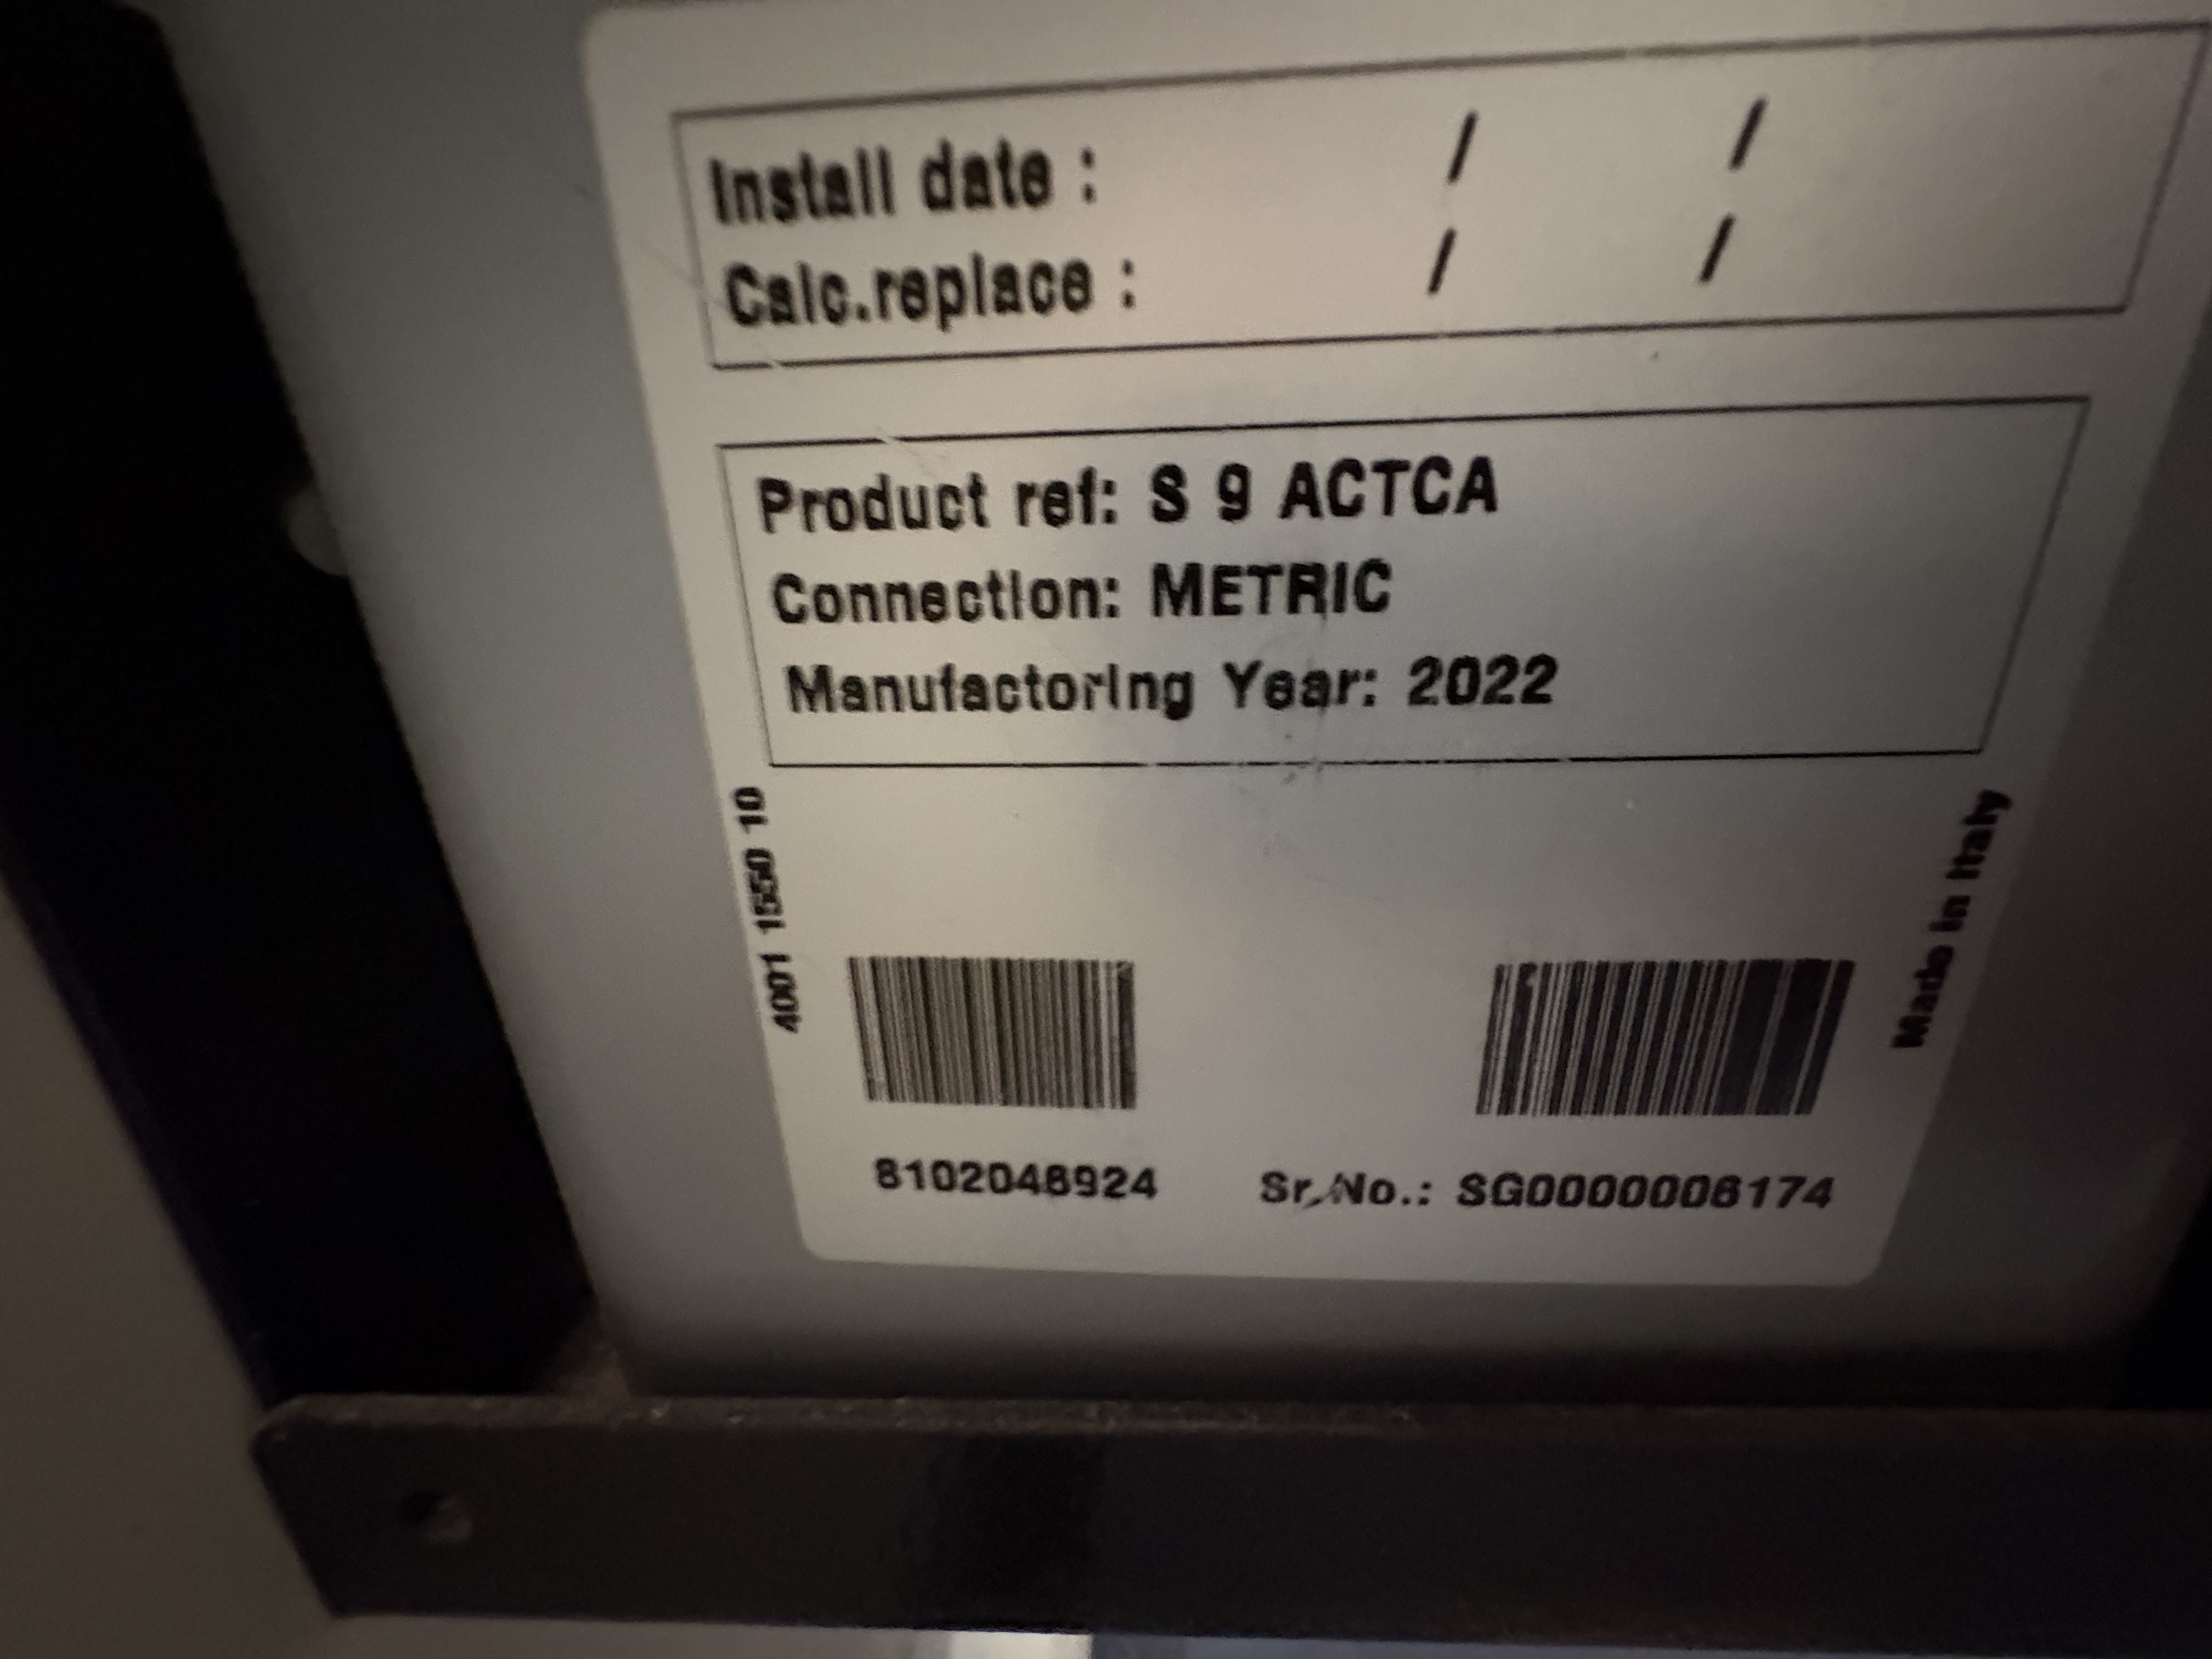 Install date : / /
Calc.replace : / /
Product ref: S 9 ACTCA
Connection: METRIC
Manufactoring Year: 2022
4001 1550 10
Made in Italy
8102046924
Sr.No.: SG0000006174